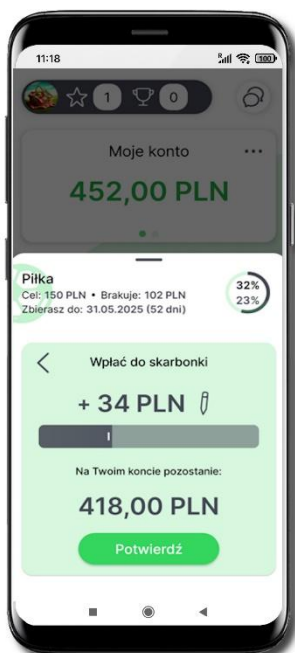 11:18
100
1 0
Moje konto
452,00 PLN
Piłka
Cel: 150 PLN • Brakuje: 102 PLN
Zbierasz do: 31.05.2025 (52 dni)
32%
23%
Wpłać do skarbonki
+ 34 PLN
Na Twoim koncie pozostanie:
418,00 PLN
Potwierdź